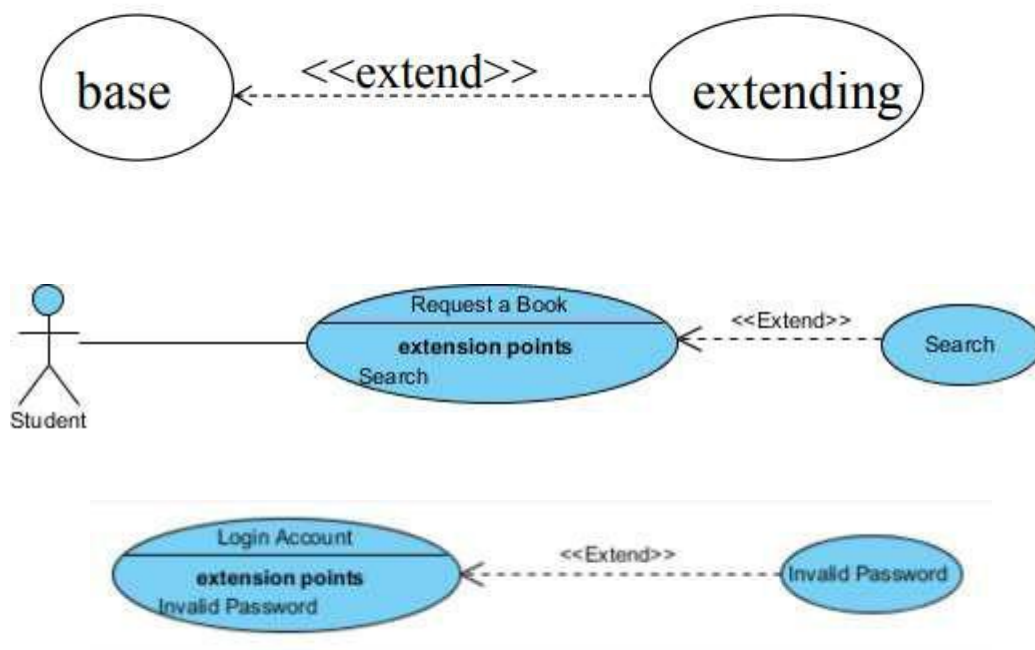 base
<<extend>>
extending
Request a Book
extension points
Search
<<Extend>>
Search
Student
Login Account
extension points
Invalid Password
<<Extend>>
Invalid Password